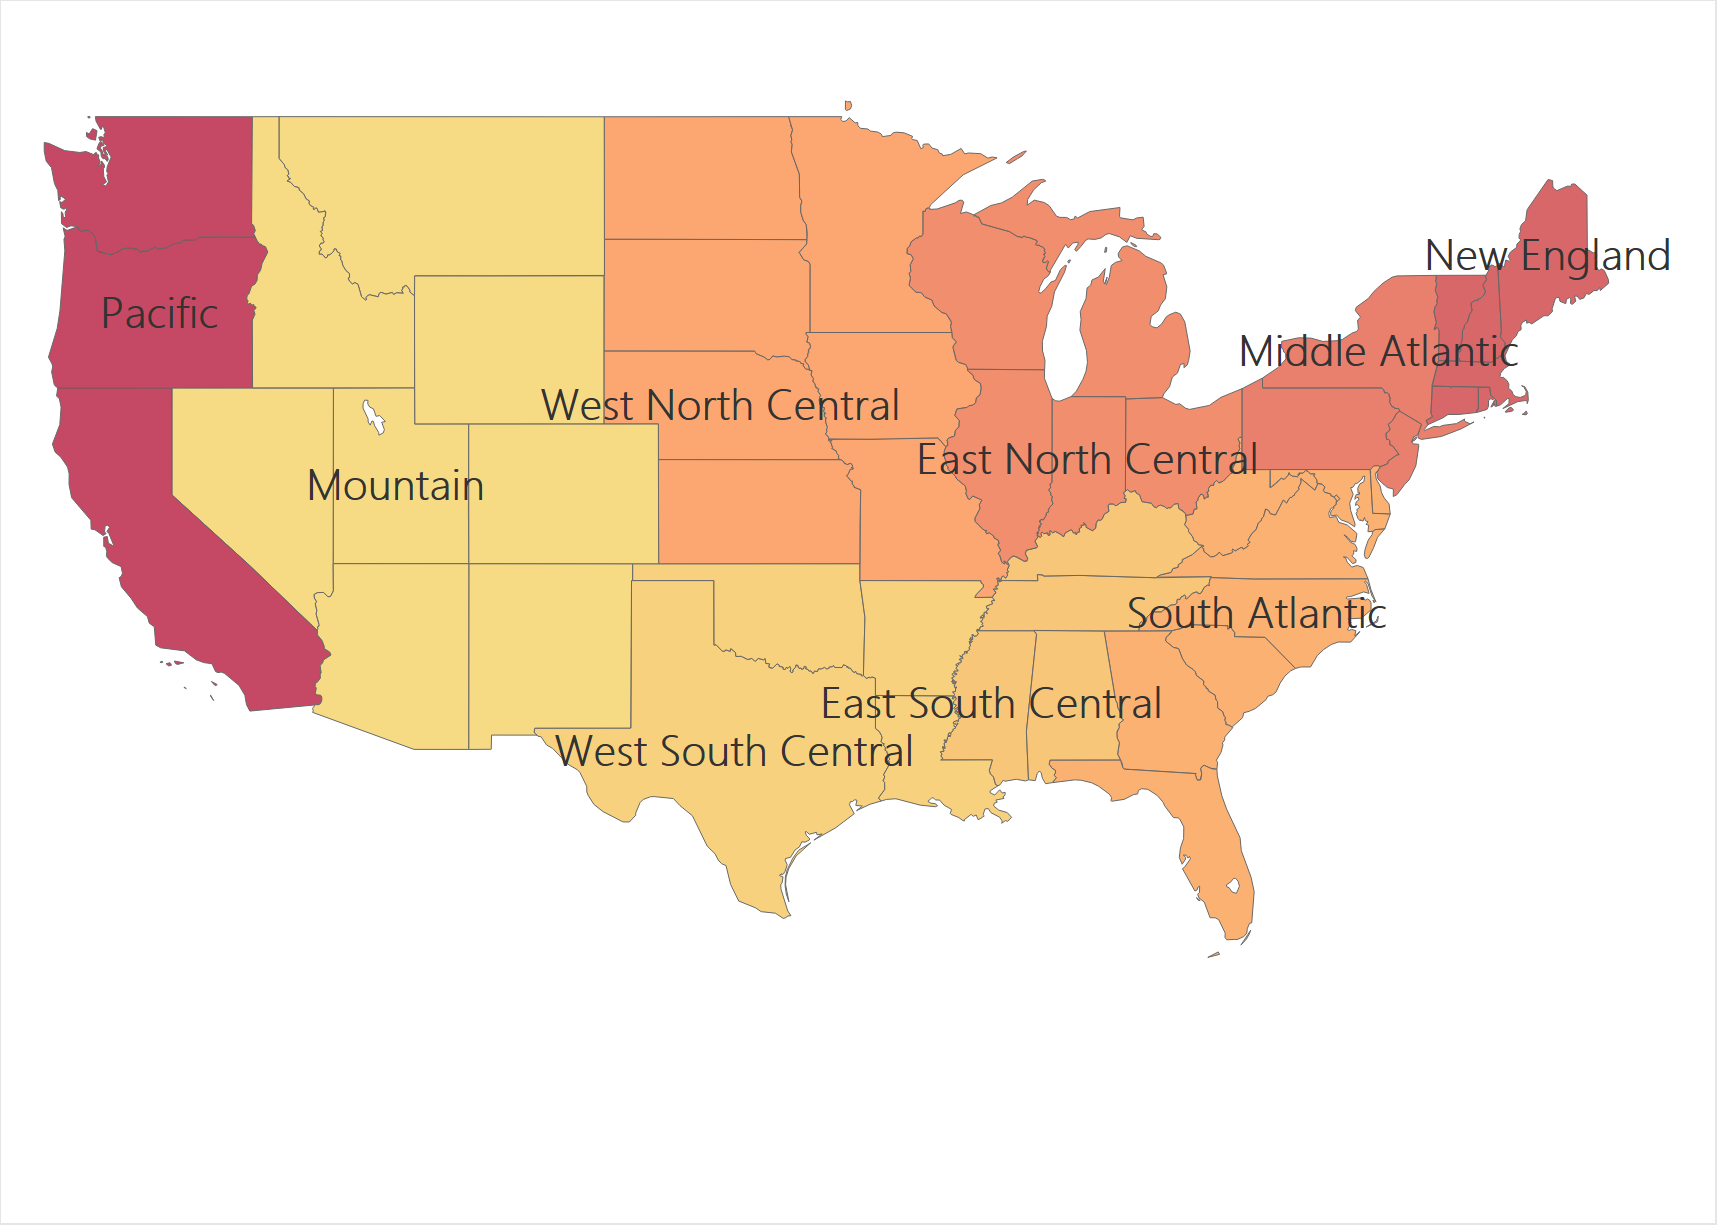 New England
Pacific
Middle Atlantic
West North Central
East North Central
Mountain
South Atlantic
East South Central
West South Central